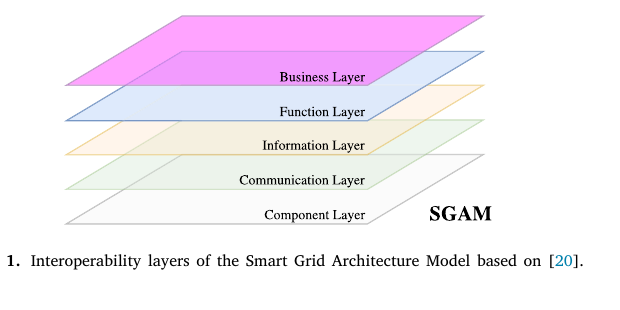 Business Layer
Function Layer
Information Layer
Communication Layer
Component Layer
SGAM
1. Interoperability layers of the Smart Grid Architecture Model based on [20].